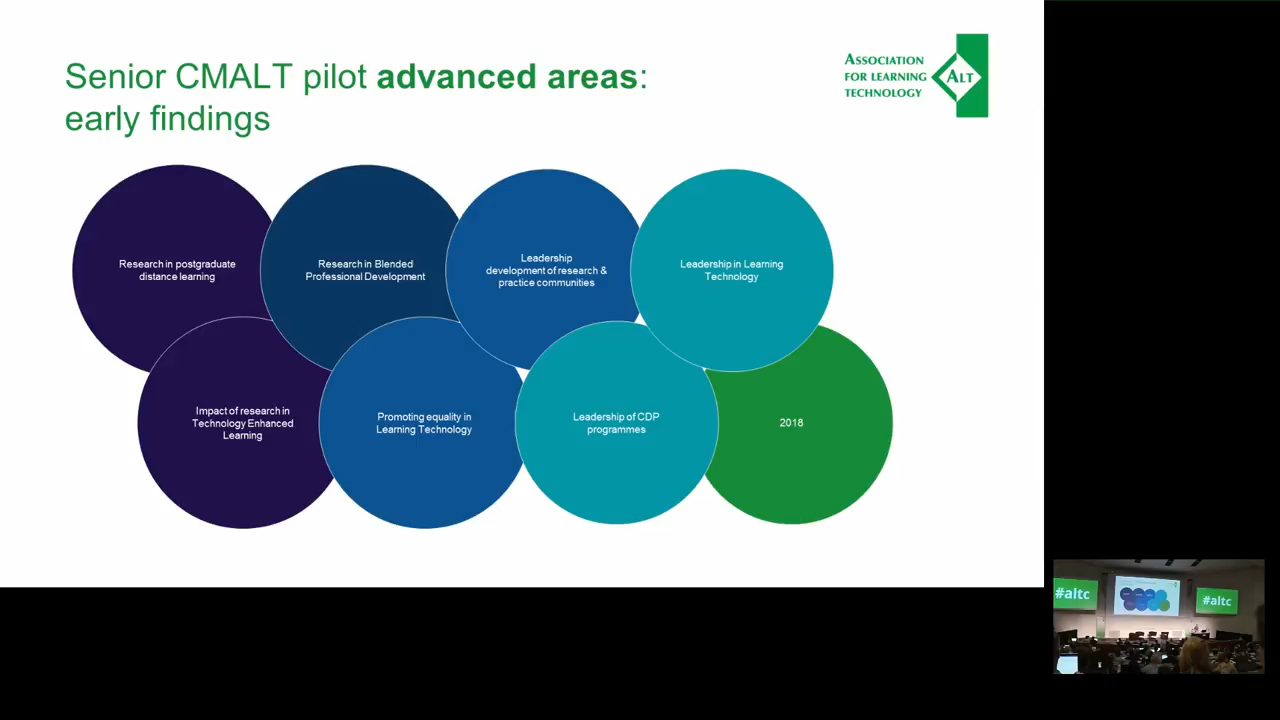 Senior CMALT pilot advanced areas:
early findings
ASSOCIATION
FOR LEARNING
TECHNOLOGY
ALT
Research in postgraduate
distance learning
Research in Blended
Professional Development
Leadership
development of research &
practice communities
Leadership in Learning
Technology
Impact of research in
Technology Enhanced
Learning
Promoting equality in
Learning Technology
Leadership of CDP
programmes
2018
#altc
#altc